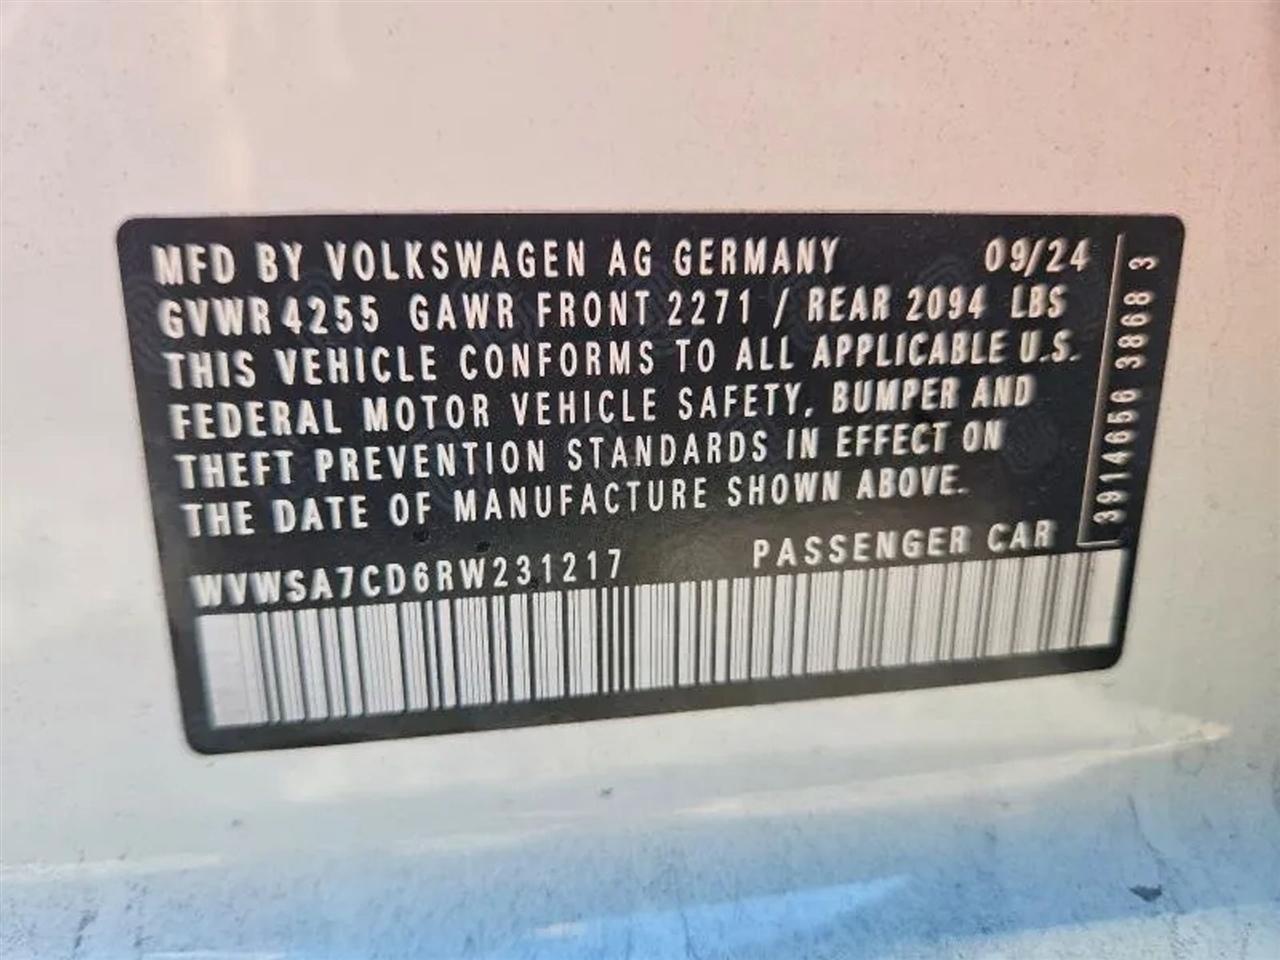 MFD BY VOLKSWAGEN AG GERMANY 09/24
GVWR 4255 GAWR FRONT 2271 / REAR 2094 LBS
THIS VEHICLE CONFORMS TO ALL APPLICABLE U.S.
FEDERAL MOTOR VEHICLE SAFETY, BUMPER AND
THEFT PREVENTION STANDARDS IN EFFECT ON
THE DATE OF MANUFACTURE SHOWN ABOVE.
WVWSA7CD6RW231217 PASSENGER CAR
3914656 3868 3